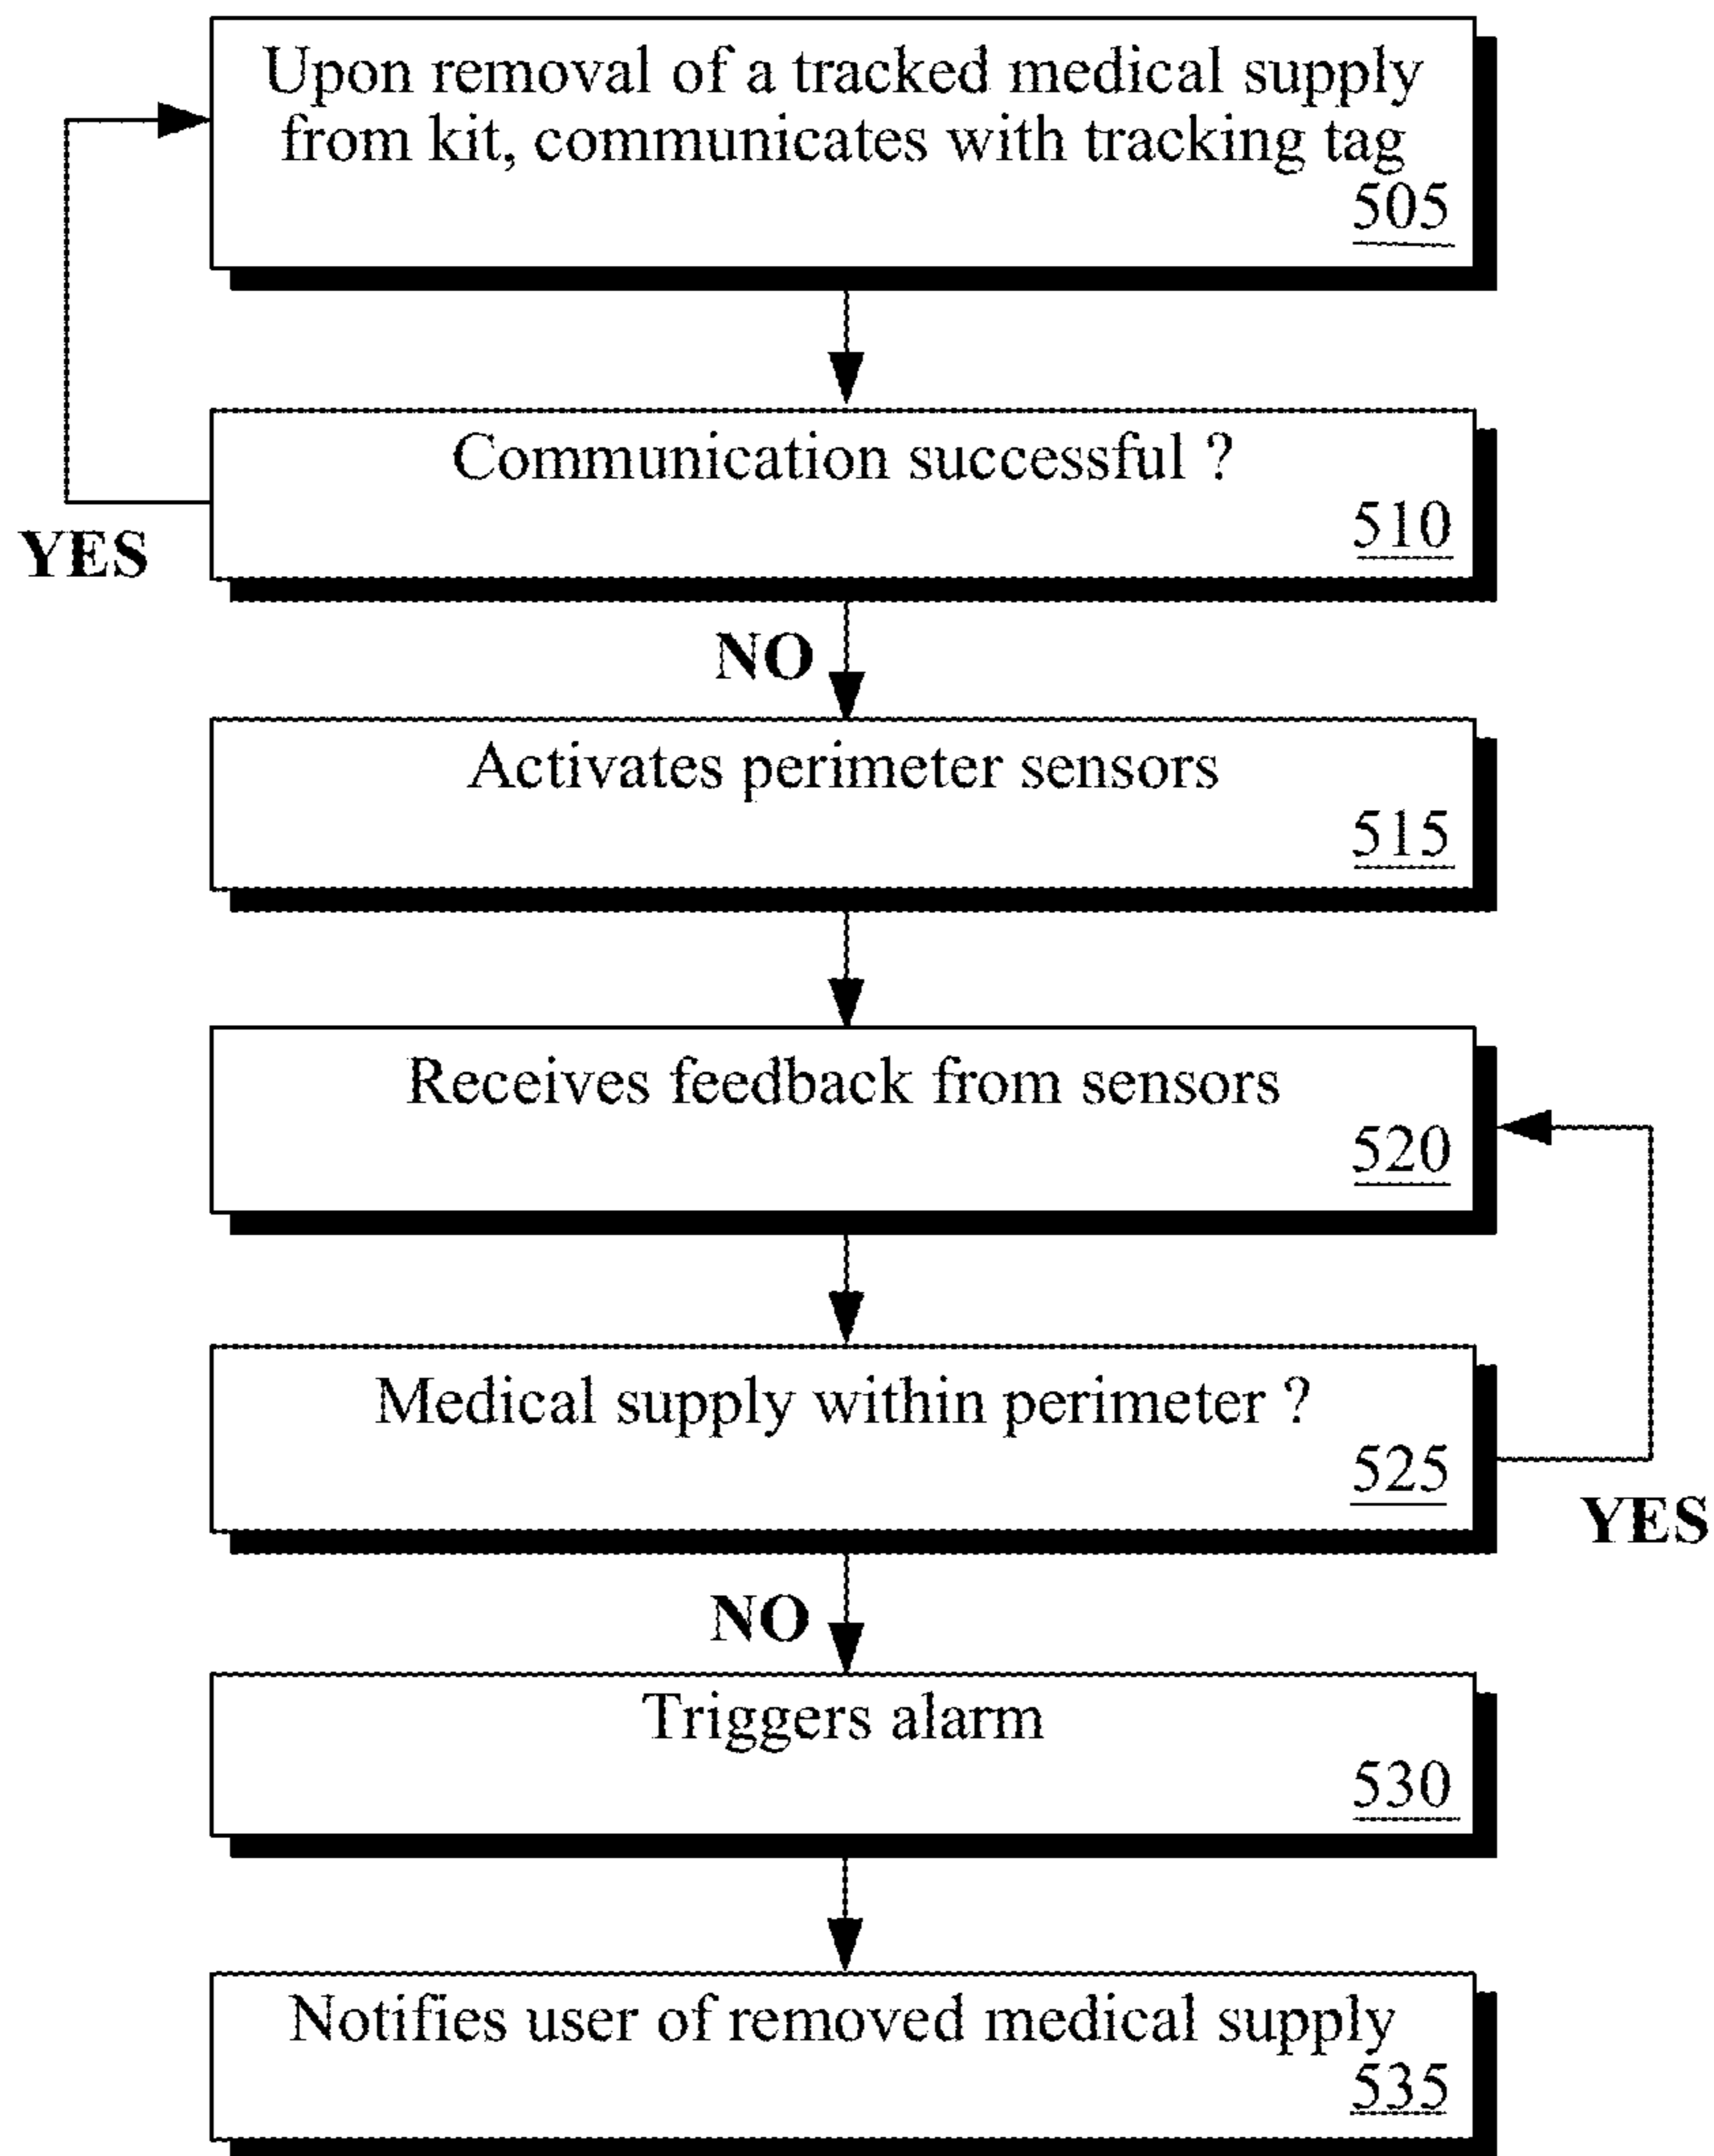 Upon removal of a tracked medical supply
from kit, communicates with tracking tag
505
Communication successful ?
510
YES
NO
Activates perimeter sensors
515
Receives feedback from sensors
520
Medical supply within perimeter ?
525
YES
NO
Triggers alarm
530
Notifies user of removed medical supply
535